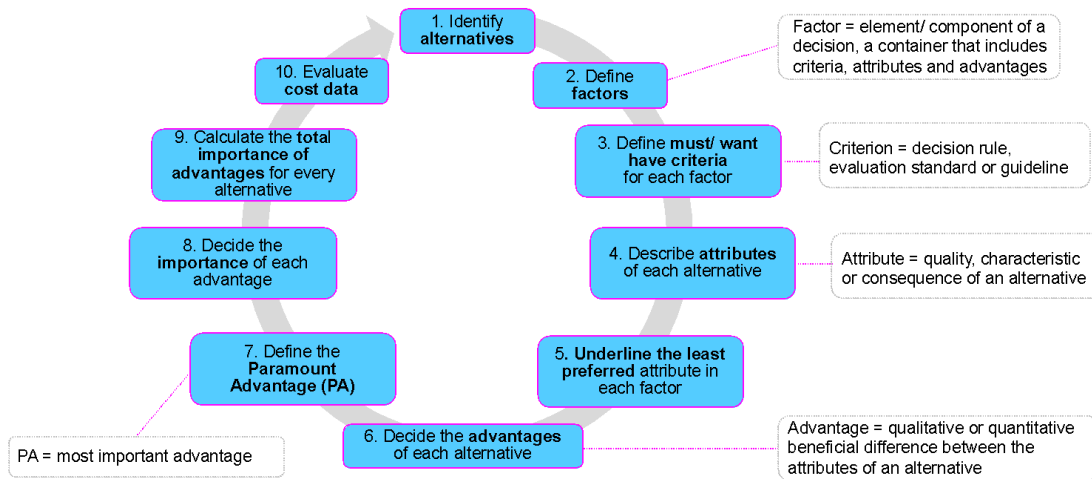 1. Identify
alternatives
2. Define
factors
Factor = element/ component of a
decision, a container that includes
criteria, attributes and advantages
3. Define must/ want
have criteria
for each factor
Criterion = decision rule,
evaluation standard or guideline
4. Describe attributes
of each alternative
Attribute = quality, characteristic
or consequence of an alternative
5. Underline the least
preferred attribute in
each factor
6. Decide the advantages
of each alternative
Advantage = qualitative or quantitative
beneficial difference between the
attributes of an alternative
7. Define the
Paramount
Advantage (PA)
PA = most important advantage
8. Decide the
importance of each
advantage
9. Calculate the total
importance of
advantages for every
alternative
10. Evaluate
cost data